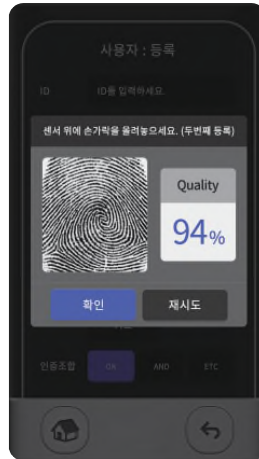 사용자 : 등록
ID ID를 입력하세요.
센서 위에 손가락을 올려놓으세요. (두번째 등록)
Quality
94%
확인 재시도
인증조합 OR AND ETC